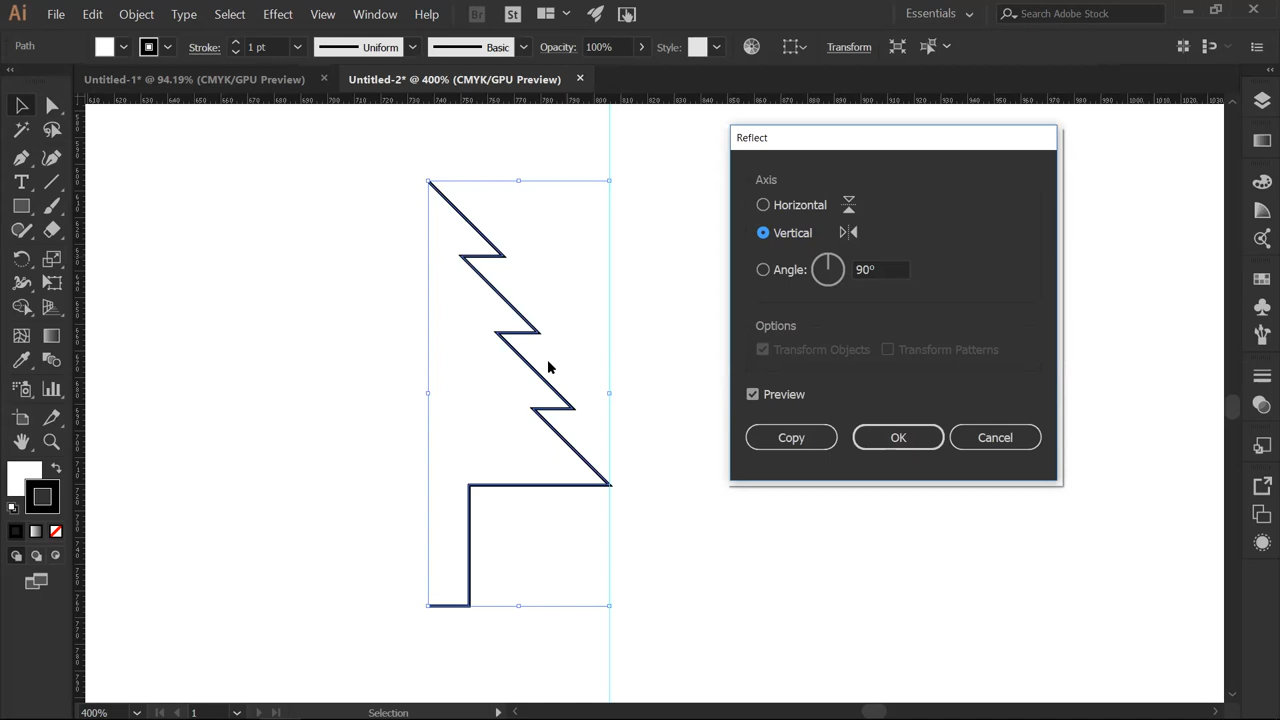 Ai File Edit Object Type Select Effect View Window Help Br St Essentials Search Adobe Stock
Path Stroke: 1 pt Uniform Basic Opacity: 100% Style: Transform
Untitled-1* @ 94.19% (CMYK/GPU Preview) Untitled-2* @ 400% (CMYK/GPU Preview)
Reflect
Axis
Horizontal
Vertical
Angle: 90°
Options
Transform Objects Transform Patterns
Preview
Copy OK Cancel
400% 1 Selection